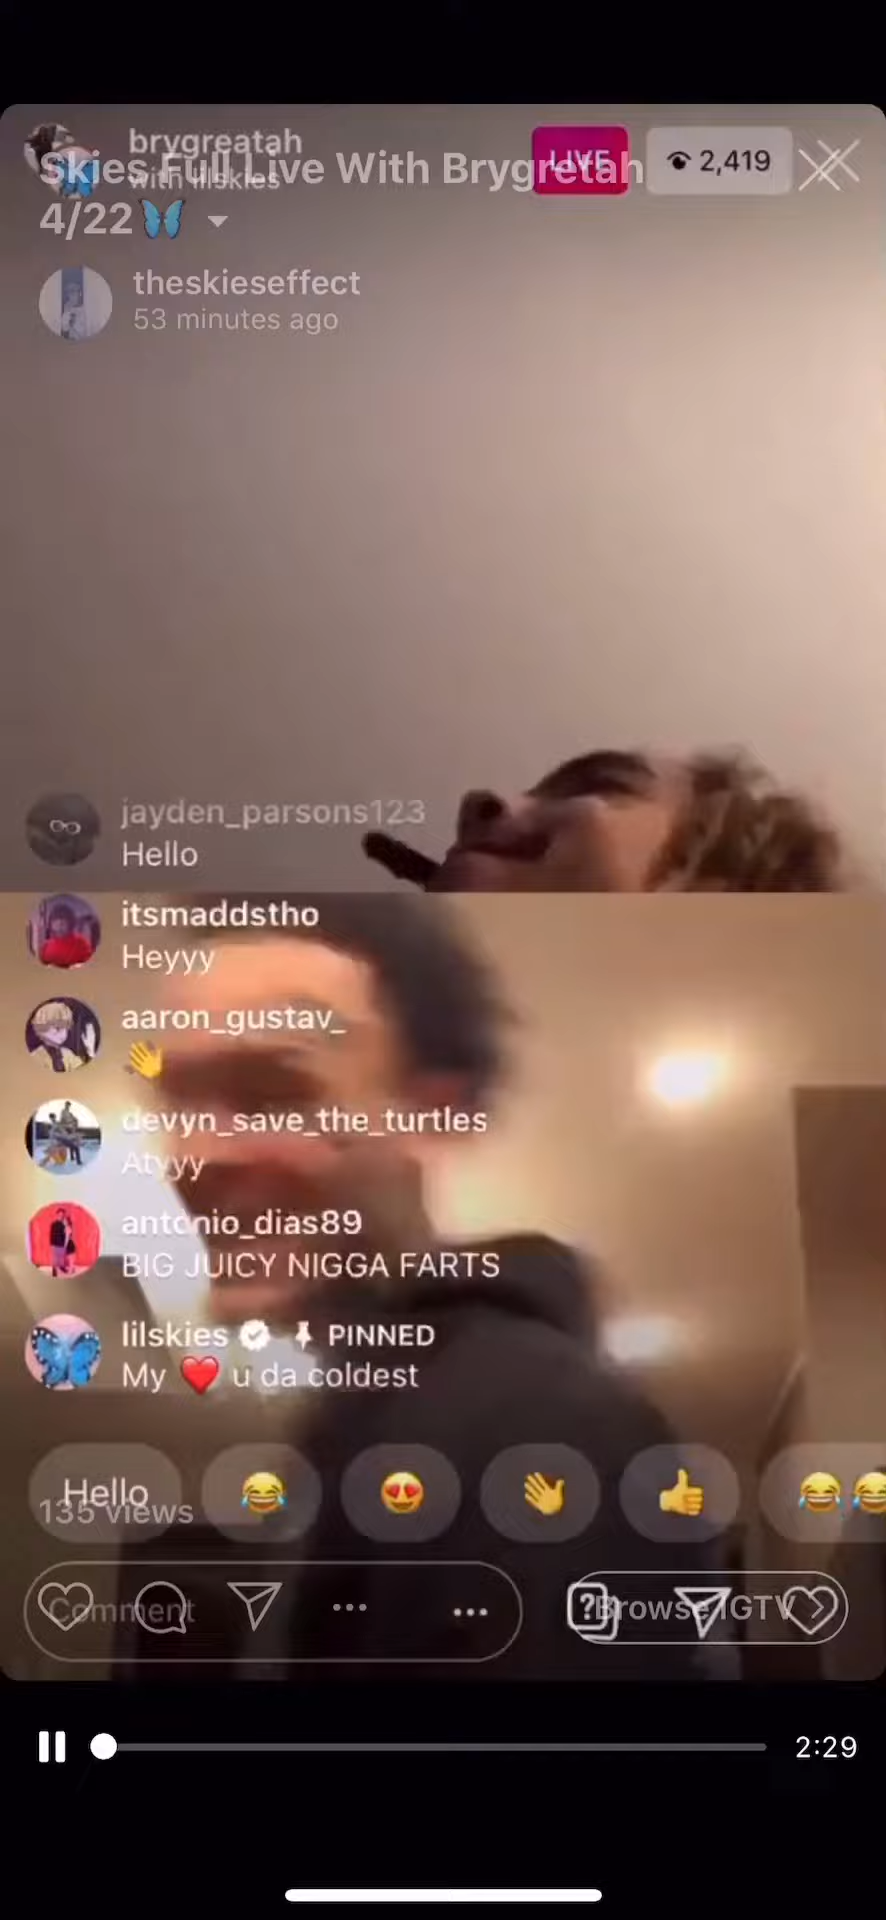 brygreatah
with lilskies
LIVE
2,419
Skies Full Live With Brygretah
4/22
theskieseffect
53 minutes ago
jayden_parsons123
Hello
itsmaddstho
Heyyy
aaron_gustav_
devyn_save_the_turtles
Atyyy
antonio_dias89
BIG JUICY NIGGA FARTS
lilskies PINNED
My ❤️ u da coldest
Hello
135 views
Comment
Browse IGTV
2:29